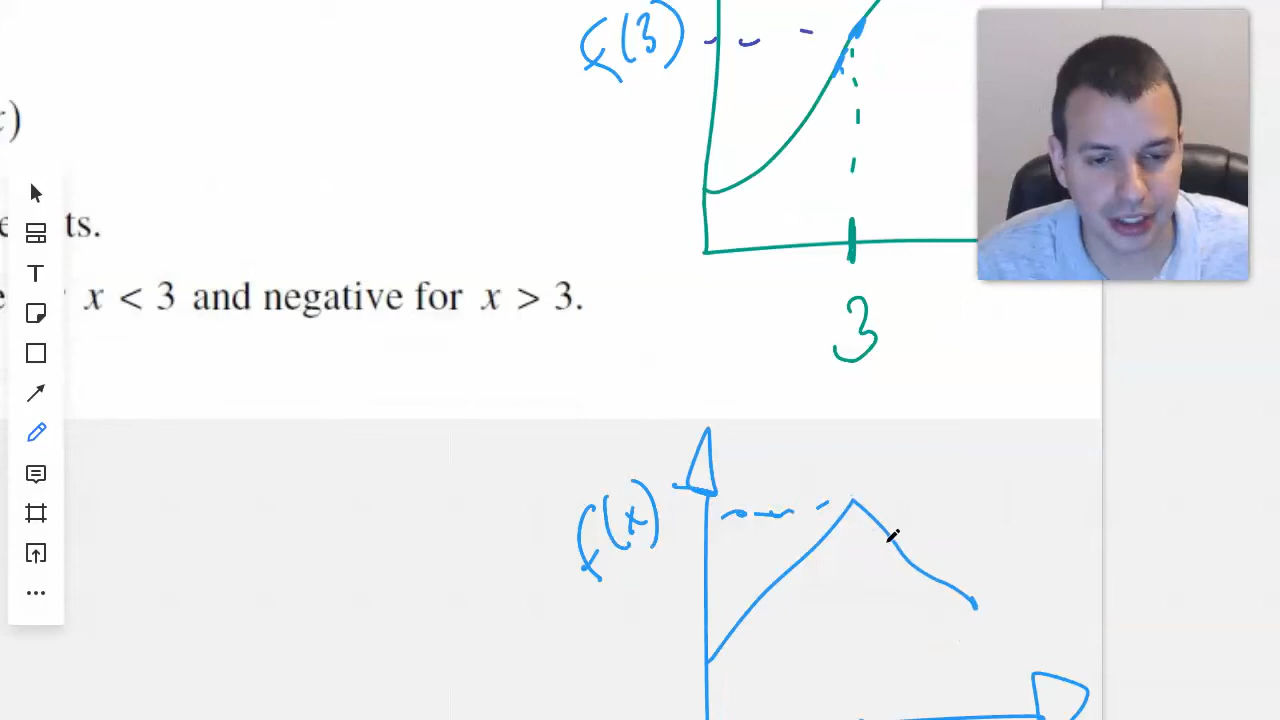 f(3)
)
ts.
x < 3 and negative for x > 3.
3
f(x)
T